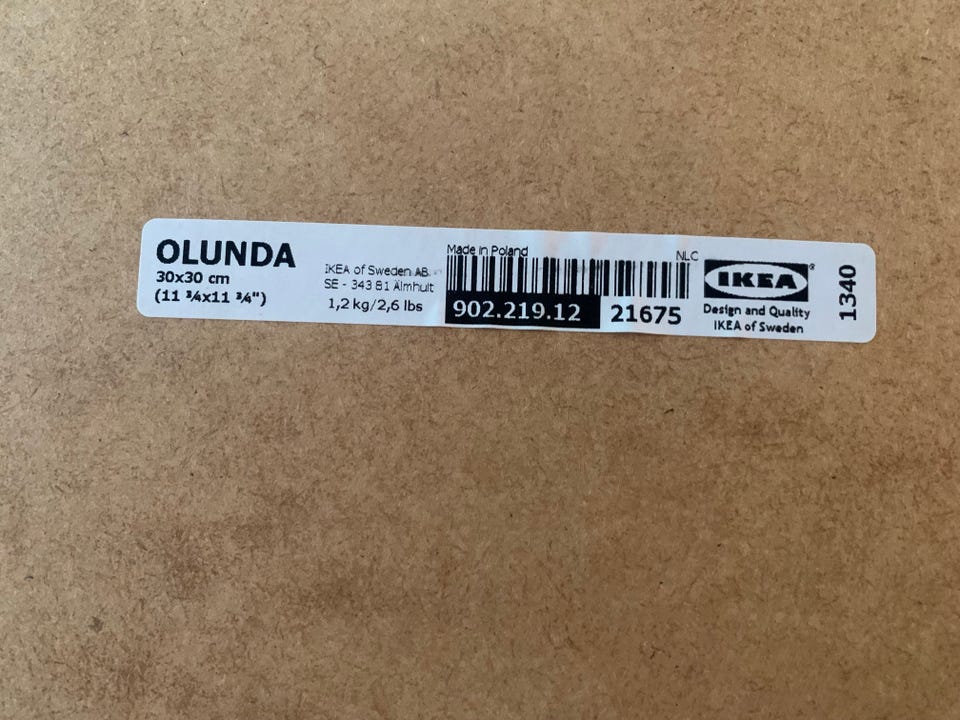 OLUNDA
30x30 cm
(11 ¾x11 ¾")
IKEA of Sweden AB
SE - 343 81 Älmhult
1,2 kg/2,6 lbs
Made in Poland
NLC
902.219.12 21675
IKEA®
Design and Quality
IKEA of Sweden
1340